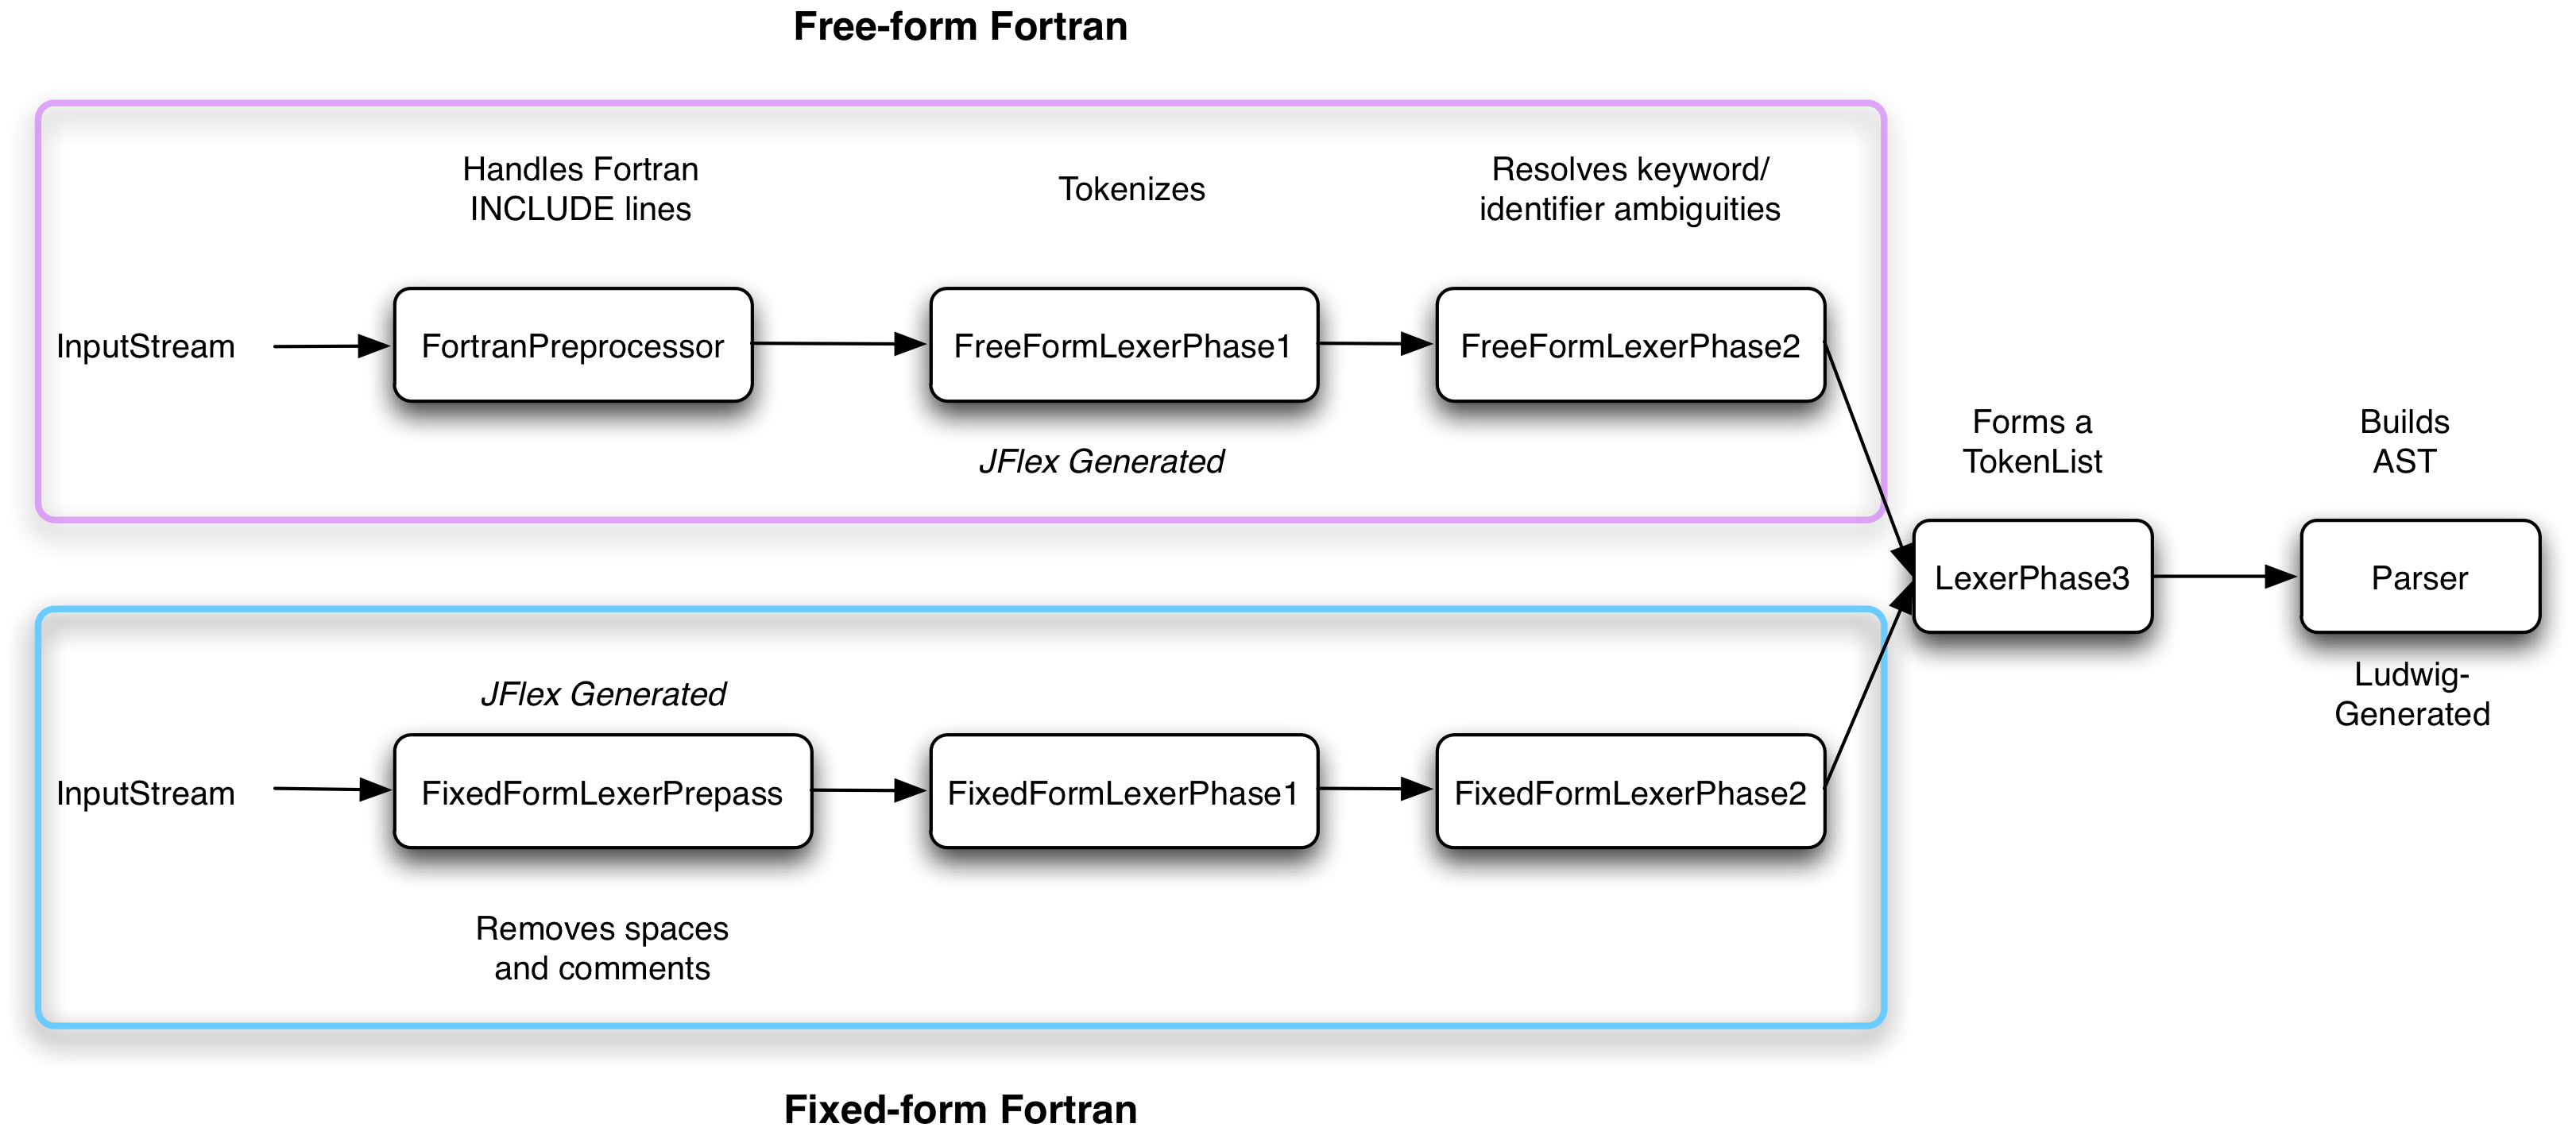 Free-form Fortran
Handles Fortran
INCLUDE lines
Tokenizes
Resolves keyword/
identifier ambiguities
InputStream
FortranPreprocessor
FreeFormLexerPhase1
FreeFormLexerPhase2
JFlex Generated
Forms a
TokenList
Builds
AST
LexerPhase3
Parser
Ludwig-
Generated
JFlex Generated
InputStream
FixedFormLexerPrepass
FixedFormLexerPhase1
FixedFormLexerPhase2
Removes spaces
and comments
Fixed-form Fortran